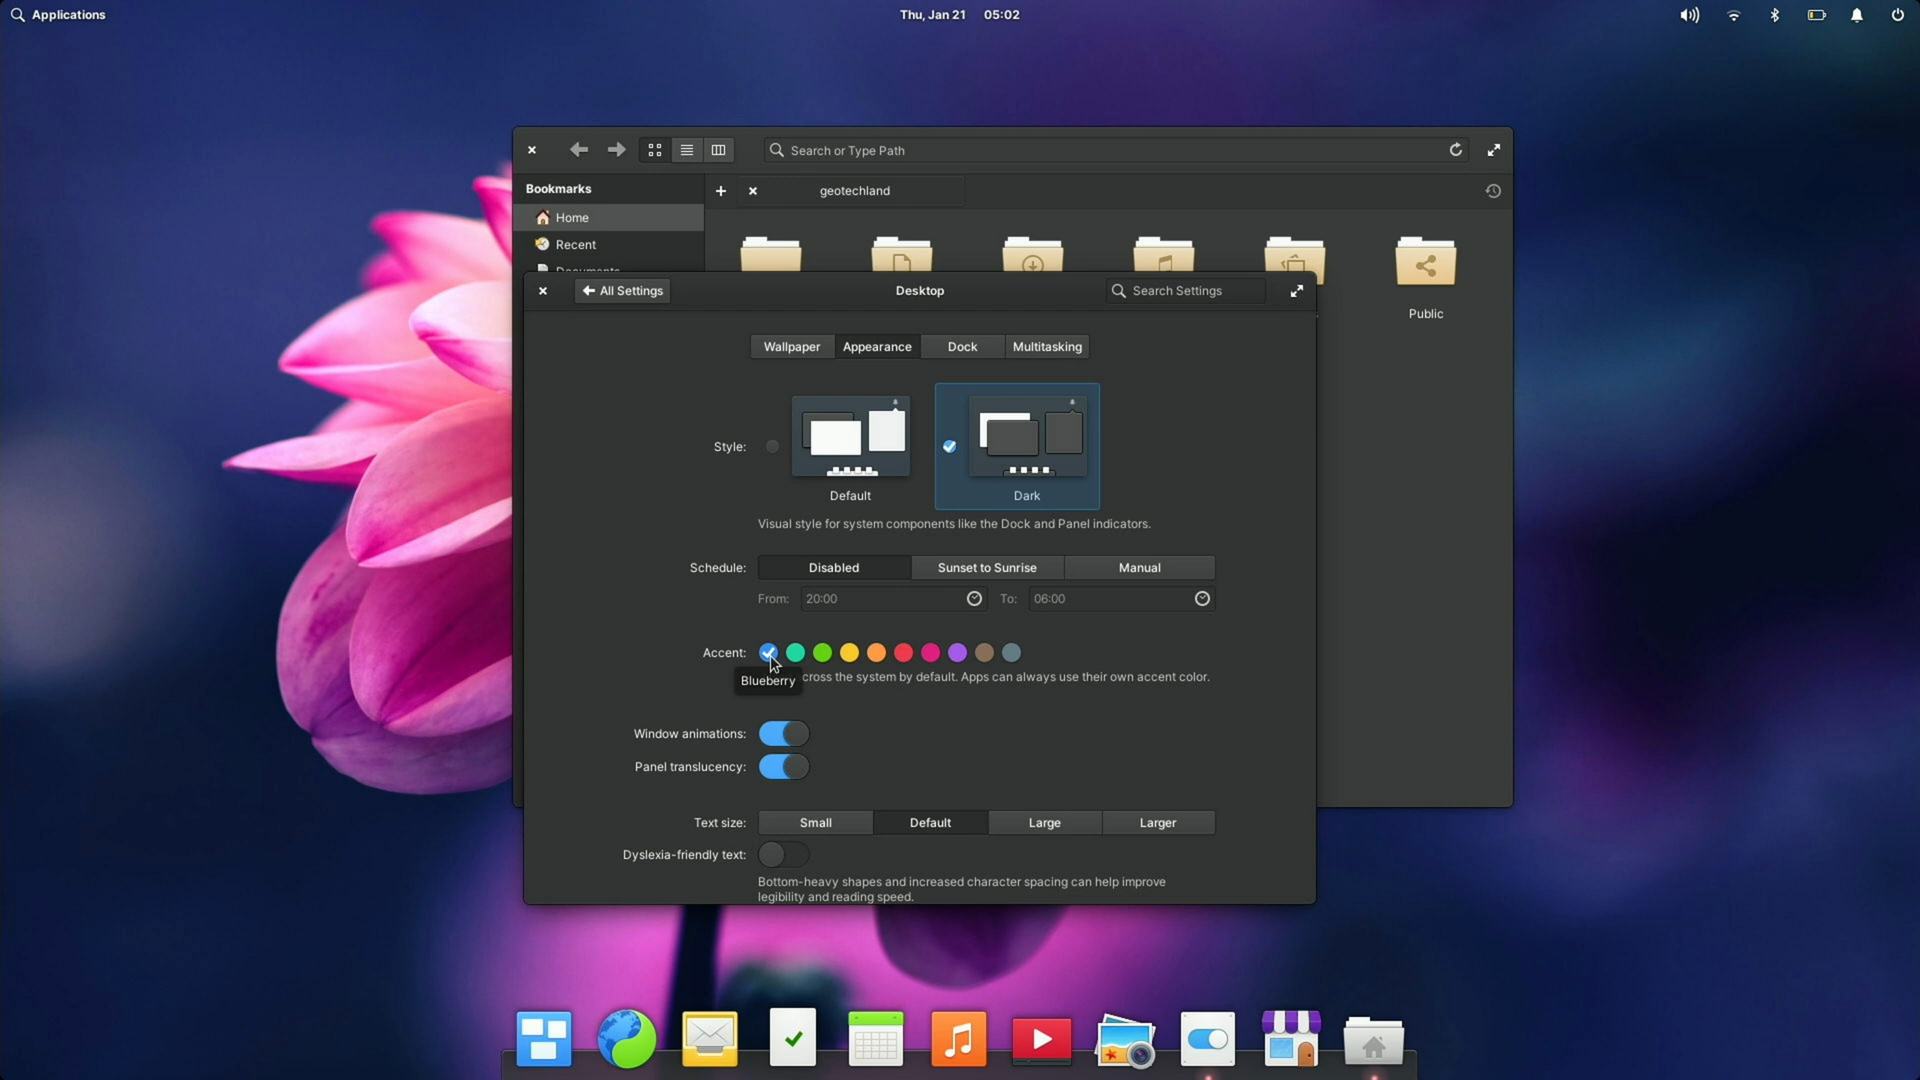 Applications
Thu, Jan 21 05:02
Search or Type Path
Bookmarks
geotechland
Home
Recent
Documents
Public
All Settings
Desktop
Search Settings
Wallpaper
Appearance
Dock
Multitasking
Style:
Default
Dark
Visual style for system components like the Dock and Panel indicators.
Schedule:
Disabled
Sunset to Sunrise
Manual
From: 20:00
To: 06:00
Accent:
Blueberry
cross the system by default. Apps can always use their own accent color.
Window animations:
Panel translucency:
Text size:
Small
Default
Large
Larger
Dyslexia-friendly text:
Bottom-heavy shapes and increased character spacing can help improve
legibility and reading speed.